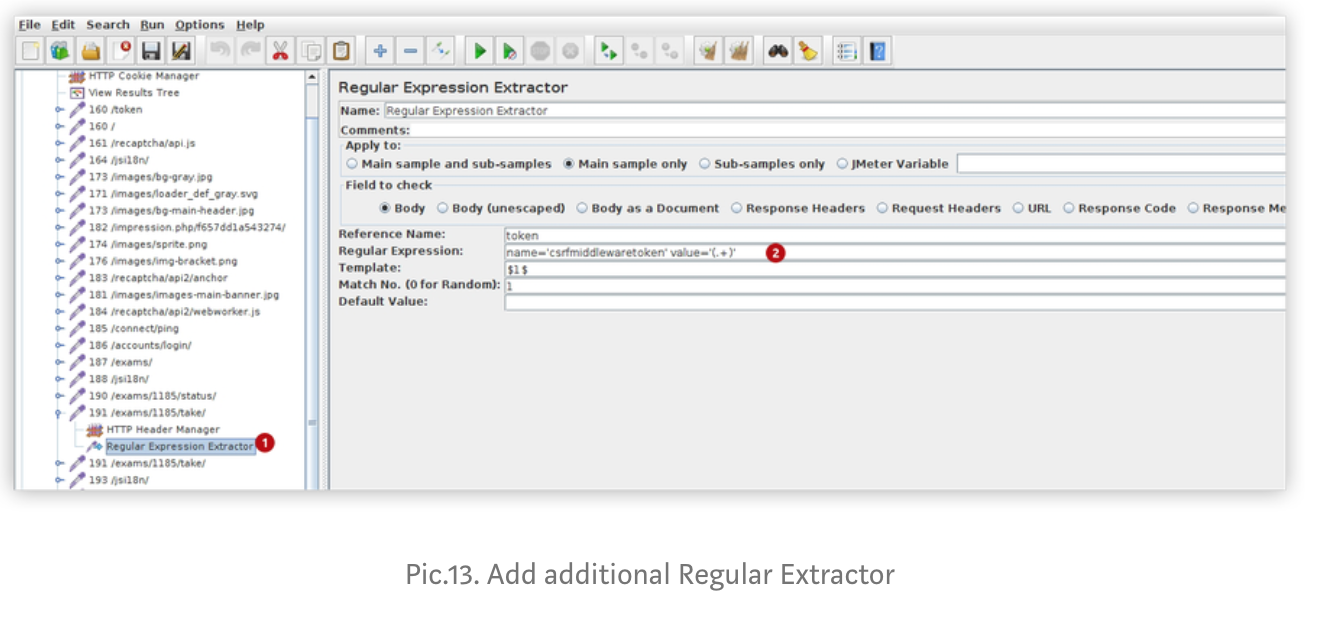 File Edit Search Run Options Help
HTTP Cookie Manager
View Results Tree
160 /token
160 /
161 /recaptcha/api.js
164 /jsi18n/
173 /images/bg-gray.jpg
171 /images/loader_def_gray.svg
173 /images/bg-main-header.jpg
182 /impression.php/f657dd1a543274/
174 /images/sprite.png
176 /images/img-bracket.png
183 /recaptcha/api2/anchor
181 /images/images-main-banner.jpg
184 /recaptcha/api2/webworker.js
185 /connect/ping
186 /accounts/login/
187 /exams/
188 /jsi18n/
190 /exams/1185/status/
191 /exams/1185/take/
HTTP Header Manager
Regular Expression Extractor 1
191 /exams/1185/take/
193 /jsi18n/
Regular Expression Extractor
Name: Regular Expression Extractor
Comments:
Apply to:
Main sample and sub-samples Main sample only Sub-samples only JMeter Variable
Field to check
Body Body (unescaped) Body as a Document Response Headers Request Headers URL Response Code Response Me
Reference Name: token
Regular Expression: name='csrfmiddlewaretoken' value='(.+)' 2
Template: $1$
Match No. (0 for Random): 1
Default Value:
Pic.13. Add additional Regular Extractor